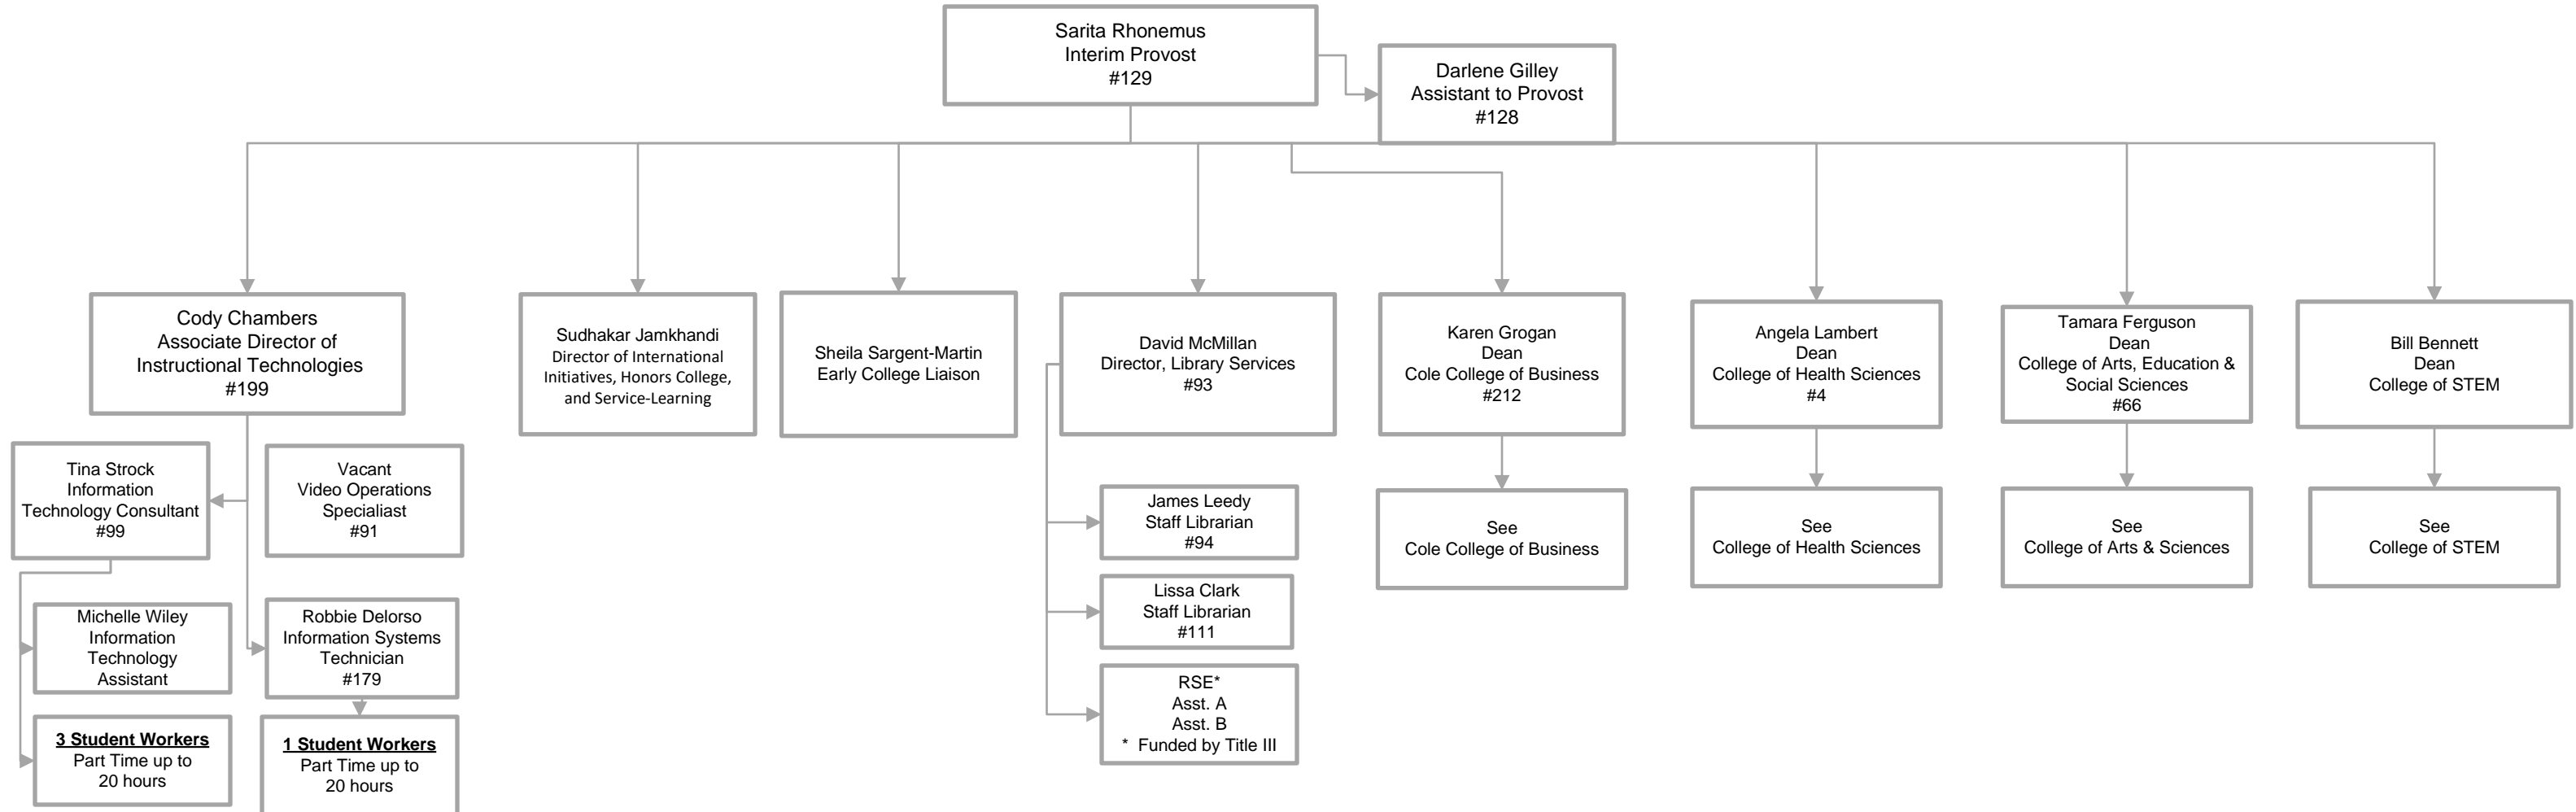 Sarita Rhonemus
Interim Provost
#129
Darlene Gilley
Assistant to Provost
#128
Cody Chambers
Associate Director of
Instructional Technologies
#199
Sudhakar Jamkhandi
Director of International
Initiatives, Honors College,
and Service-Learning
Sheila Sargent-Martin
Early College Liaison
David McMillan
Director, Library Services
#93
Karen Grogan
Dean
Cole College of Business
#212
Angela Lambert
Dean
College of Health Sciences
#4
Tamara Ferguson
Dean
College of Arts, Education &
Social Sciences
#66
Bill Bennett
Dean
College of STEM
Tina Strock
Information
Technology Consultant
#99
Vacant
Video Operations
Specialiast
#91
James Leedy
Staff Librarian
#94
See
Cole College of Business
See
College of Health Sciences
See
College of Arts & Sciences
See
College of STEM
Lissa Clark
Staff Librarian
#111
Michelle Wiley
Information
Technology
Assistant
Robbie Delorso
Information Systems
Technician
#179
RSE*
Asst. A
Asst. B
* Funded by Title III
3 Student Workers
Part Time up to
20 hours
1 Student Workers
Part Time up to
20 hours